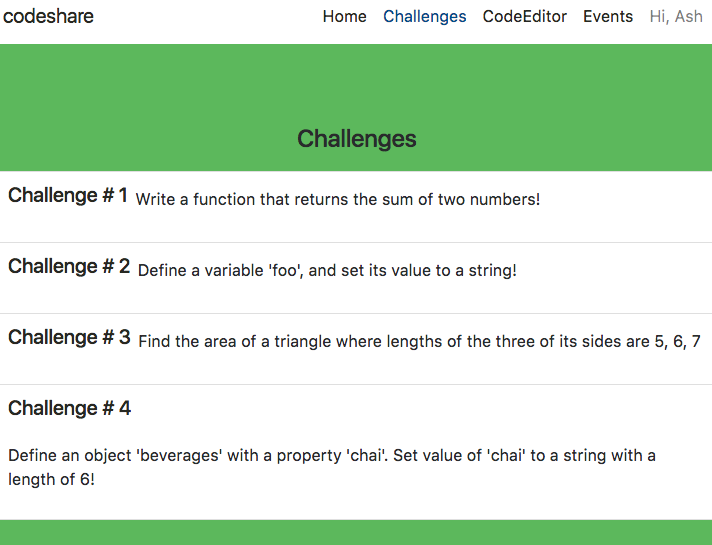 codeshare Home Challenges CodeEditor Events Hi, Ash
Challenges
Challenge # 1 Write a function that returns the sum of two numbers!
Challenge # 2 Define a variable 'foo', and set its value to a string!
Challenge # 3 Find the area of a triangle where lengths of the three of its sides are 5, 6, 7
Challenge # 4
Define an object 'beverages' with a property 'chai'. Set value of 'chai' to a string with a
length of 6!